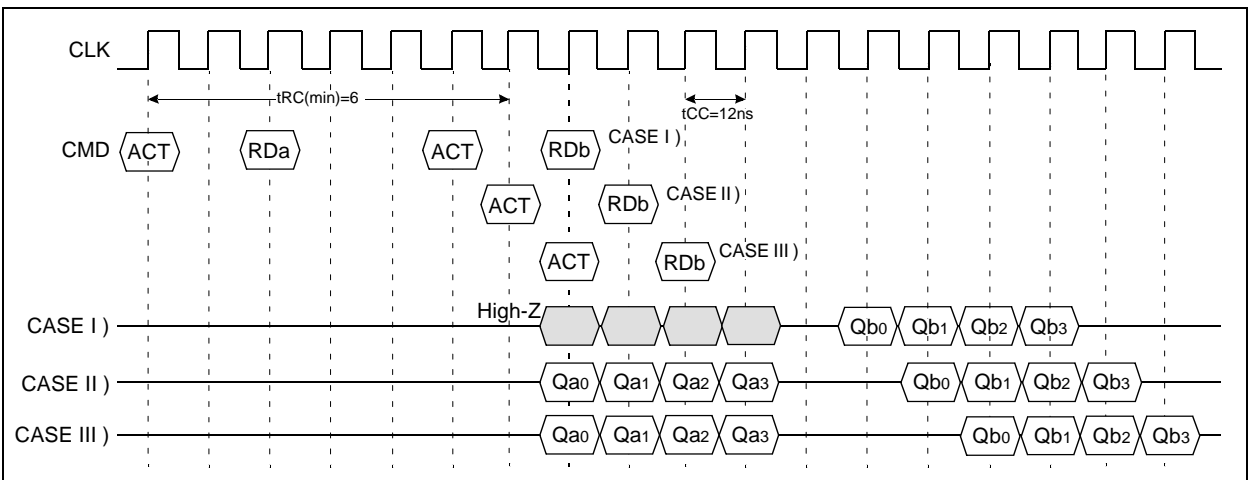 CLK
tRC(min)=6
tCC=12ns
CMD ACT RDa ACT RDb CASE I )
ACT RDb CASE II )
ACT RDb CASE III )
High-Z
CASE I ) Qb0 Qb1 Qb2 Qb3
CASE II ) Qa0 Qa1 Qa2 Qa3 Qb0 Qb1 Qb2 Qb3
CASE III ) Qa0 Qa1 Qa2 Qa3 Qb0 Qb1 Qb2 Qb3